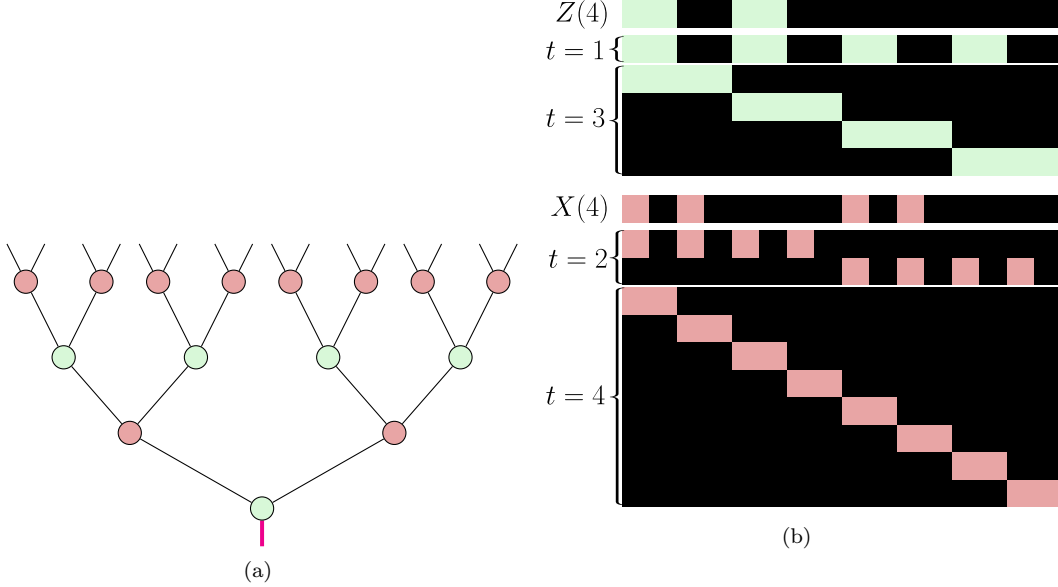 Z(4)
t = 1
t = 3
X(4)
t = 2
t = 4
(a)
(b)